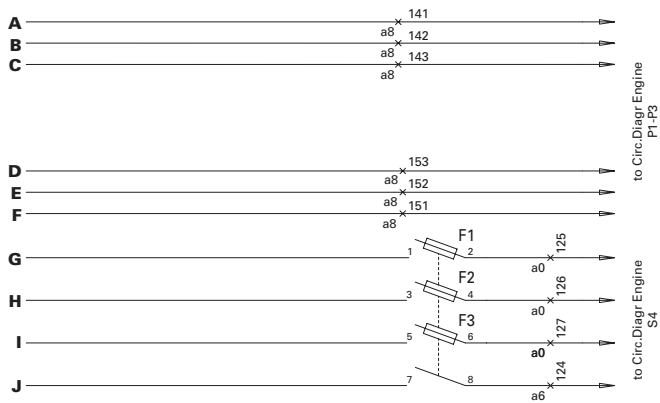 A 141
a8
B 142
a8
C 143
a8
to Circ.Diagr Engine
P1-P3
D 153
a8
E 152
a8
F 151
a8
F1
G 1 2 125
a0
F2
H 3 4 126
a0
F3
I 5 6 127
a0
to Circ.Diagr Engine
S4
J 7 8 124
a6